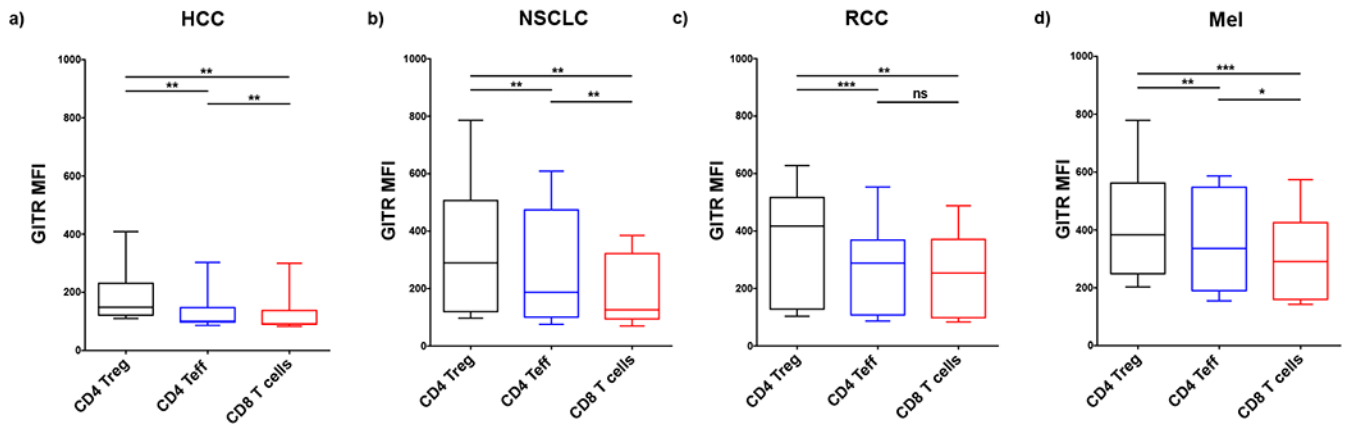 a) HCC
GITR MFI
1000
800
600
400
200
0
**
**
**
CD4 Treg
CD4 Teff
CD8 T cells
b) NSCLC
GITR MFI
1000
800
600
400
200
0
**
**
**
CD4 Treg
CD4 Teff
CD8 T cells
c) RCC
GITR MFI
1000
800
600
400
200
0
**
***
ns
CD4 Treg
CD4 Teff
CD8 T cells
d) Mel
GITR MFI
1000
800
600
400
200
0
***
**
*
CD4 Treg
CD4 Teff
CD8 T cells